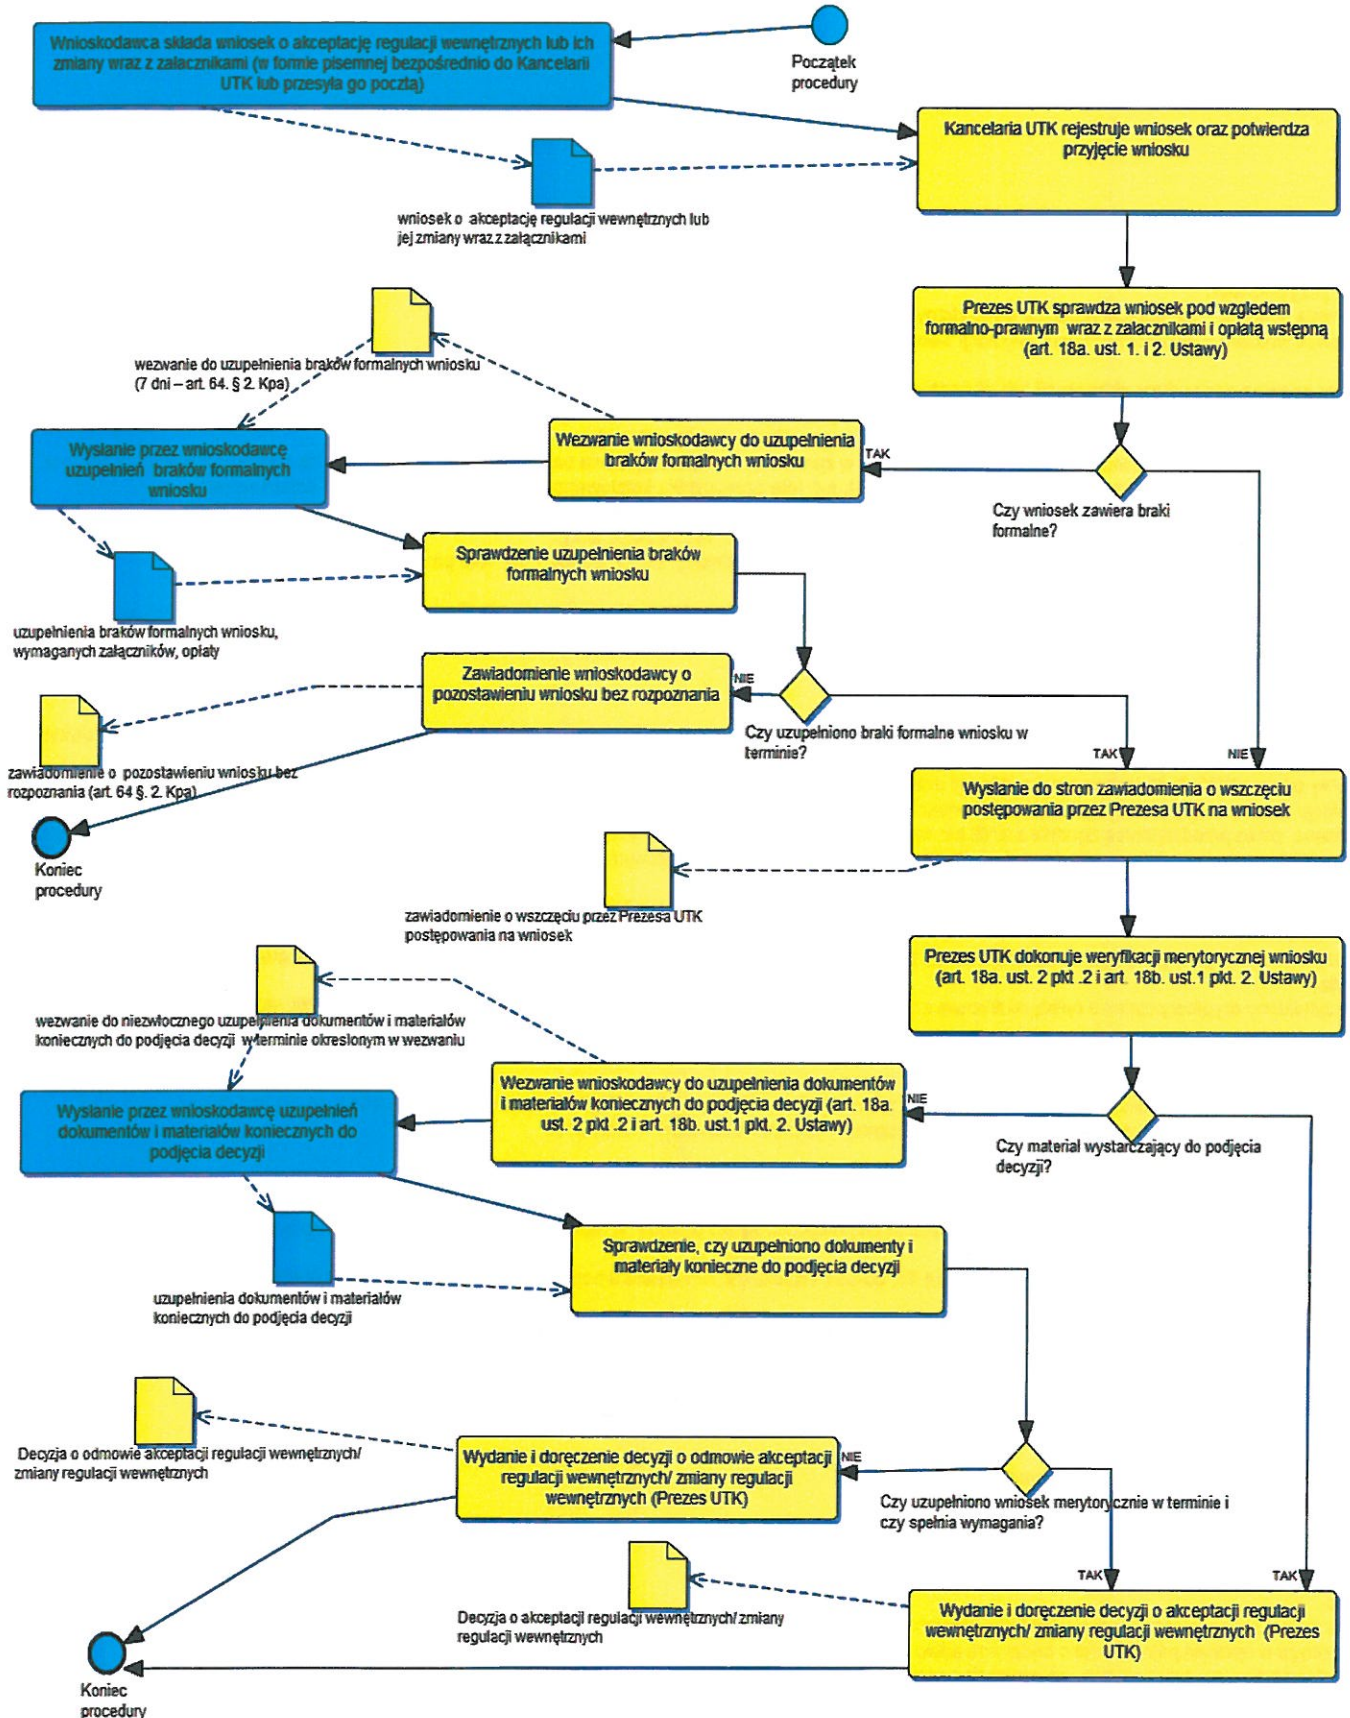 Wnioskodawca składa wniosek o akceptację regulacji wewnętrznych lub ich
zmiany wraz z załacznikami (w formie pisemnej bezpośrednio do Kancelarii
UTK lub przesyła go pocztą)
Początek
procedury
Kancelaria UTK rejestruje wniosek oraz potwierdza
przyjęcie wniosku
wniosek o akceptację regulacji wewnętrznych lub
jej zmiany wraz z załącznikami
Prezes UTK sprawdza wniosek pod wzgledem
formalno-prawnym wraz z załacznikami i opłatą wstępną
(art. 18a. ust. 1. i 2. Ustawy)
wezwanie do uzupełnienia braków formalnych wniosku
(7 dni – art. 64. § 2. Kpa)
Wezwanie wnioskodawcy do uzupełnienia
braków formalnych wniosku
TAK
Wysłanie przez wnioskodawcę
uzupełnień braków formalnych
wniosku
Czy wniosek zawiera braki
formalne?
Sprawdzenie uzupełnienia braków
formalnych wniosku
uzupełnienia braków formalnych wniosku,
wymaganych załączników, opłaty
Zawiadomienie wnioskodawcy o
pozostawieniu wniosku bez rozpoznania
NIE
Czy uzupełniono braki formalne wniosku w
terminie?
TAK
NIE
zawiadomienie o pozostawieniu wniosku bez
rozpoznania (art. 64 §. 2. Kpa)
Wysłanie do stron zawiadomienia o wszczęciu
postępowania przez Prezesa UTK na wniosek
Koniec
procedury
zawiadomienie o wszczęciu przez Prezesa UTK
postępowania na wniosek
Prezes UTK dokonuje weryfikacji merytorycznej wniosku
(art. 18a. ust. 2 pkt .2 i art. 18b. ust.1 pkt. 2. Ustawy)
wezwanie do niezwłocznego uzupełnienia dokumentów i materiałów
koniecznych do podjęcia decyzji w terminie okreslonym w wezwaniu
Wezwanie wnioskodawcy do uzupełnienia dokumentów
i materiałów koniecznych do podjęcia decyzji (art. 18a.
ust. 2 pkt .2 i art. 18b. ust.1 pkt. 2. Ustawy)
NIE
Wysłanie przez wnioskodawcę uzupełnień
dokumentów i materiałów koniecznych do
podjęcia decyzji
Czy materiał wystarczający do podjęcia
decyzji?
Sprawdzenie, czy uzupełniono dokumenty i
materiały konieczne do podjęcia decyzji
uzupełnienia dokumentów i materiałów
koniecznych do podjęcia decyzji
Decyzja o odmowie akceptacji regulacji wewnętrznych/
zmiany regulacji wewnętrznych
Wydanie i doręczenie decyzji o odmowie akceptacji
regulacji wewnętrznych/ zmiany regulacji
wewnętrznych (Prezes UTK)
NIE
Czy uzupełniono wniosek merytorycznie w terminie i
czy spełnia wymagania?
TAK
TAK
Decyzja o akceptacji regulacji wewnętrznych/ zmiany
regulacji wewnętrznych
Wydanie i doręczenie decyzji o akceptacji regulacji
wewnętrznych/ zmiany regulacji wewnętrznych (Prezes
UTK)
Koniec
procedury